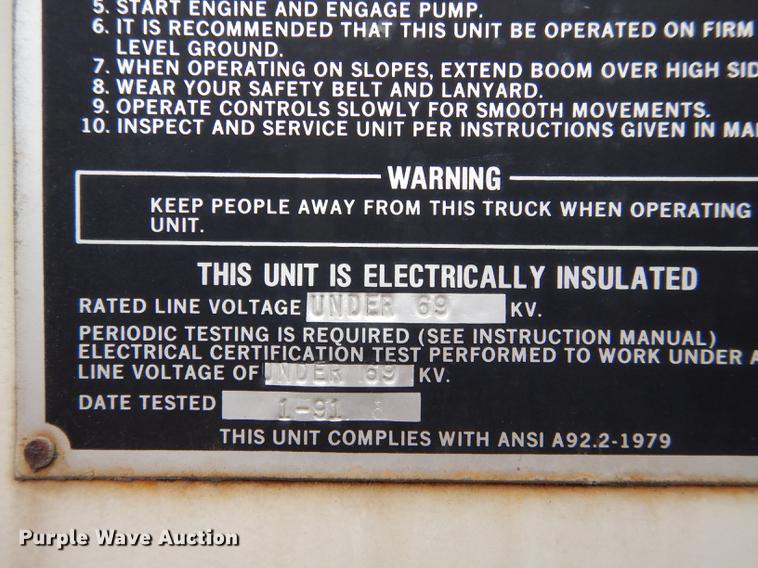 5. START ENGINE AND ENGAGE PUMP.
6. IT IS RECOMMENDED THAT THIS UNIT BE OPERATED ON FIRM
LEVEL GROUND.
7. WHEN OPERATING ON SLOPES, EXTEND BOOM OVER HIGH SID
8. WEAR YOUR SAFETY BELT AND LANYARD.
9. OPERATE CONTROLS SLOWLY FOR SMOOTH MOVEMENTS.
10. INSPECT AND SERVICE UNIT PER INSTRUCTIONS GIVEN IN MA
WARNING
KEEP PEOPLE AWAY FROM THIS TRUCK WHEN OPERATING
UNIT.
THIS UNIT IS ELECTRICALLY INSULATED
RATED LINE VOLTAGE UNDER 69 KV.
PERIODIC TESTING IS REQUIRED (SEE INSTRUCTION MANUAL)
ELECTRICAL CERTIFICATION TEST PERFORMED TO WORK UNDER A
LINE VOLTAGE OF UNDER 69 KV.
DATE TESTED 1-91
THIS UNIT COMPLIES WITH ANSI A92.2-1979
Purple Wave Auction